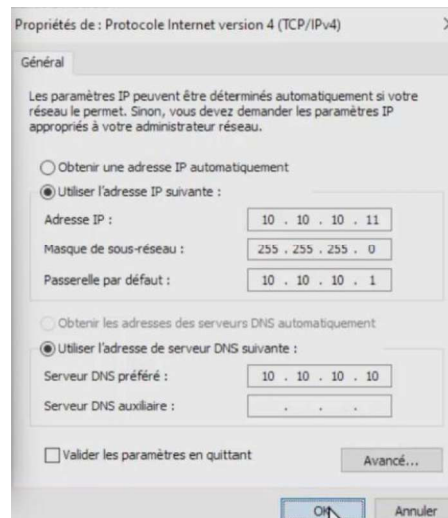 Propriétés de : Protocole Internet version 4 (TCP/IPv4)
Général
Les paramètres IP peuvent être déterminés automatiquement si votre
réseau le permet. Sinon, vous devez demander les paramètres IP
appropriés à votre administrateur réseau.
Obtenir une adresse IP automatiquement
Utiliser l'adresse IP suivante :
Adresse IP : 10 . 10 . 10 . 11
Masque de sous-réseau : 255 . 255 . 255 . 0
Passerelle par défaut : 10 . 10 . 10 . 1
Obtenir les adresses des serveurs DNS automatiquement
Utiliser l'adresse de serveur DNS suivante :
Serveur DNS préféré : 10 . 10 . 10 . 10
Serveur DNS auxiliaire : . . .
Valider les paramètres en quittant
Avancé...
OK Annuler